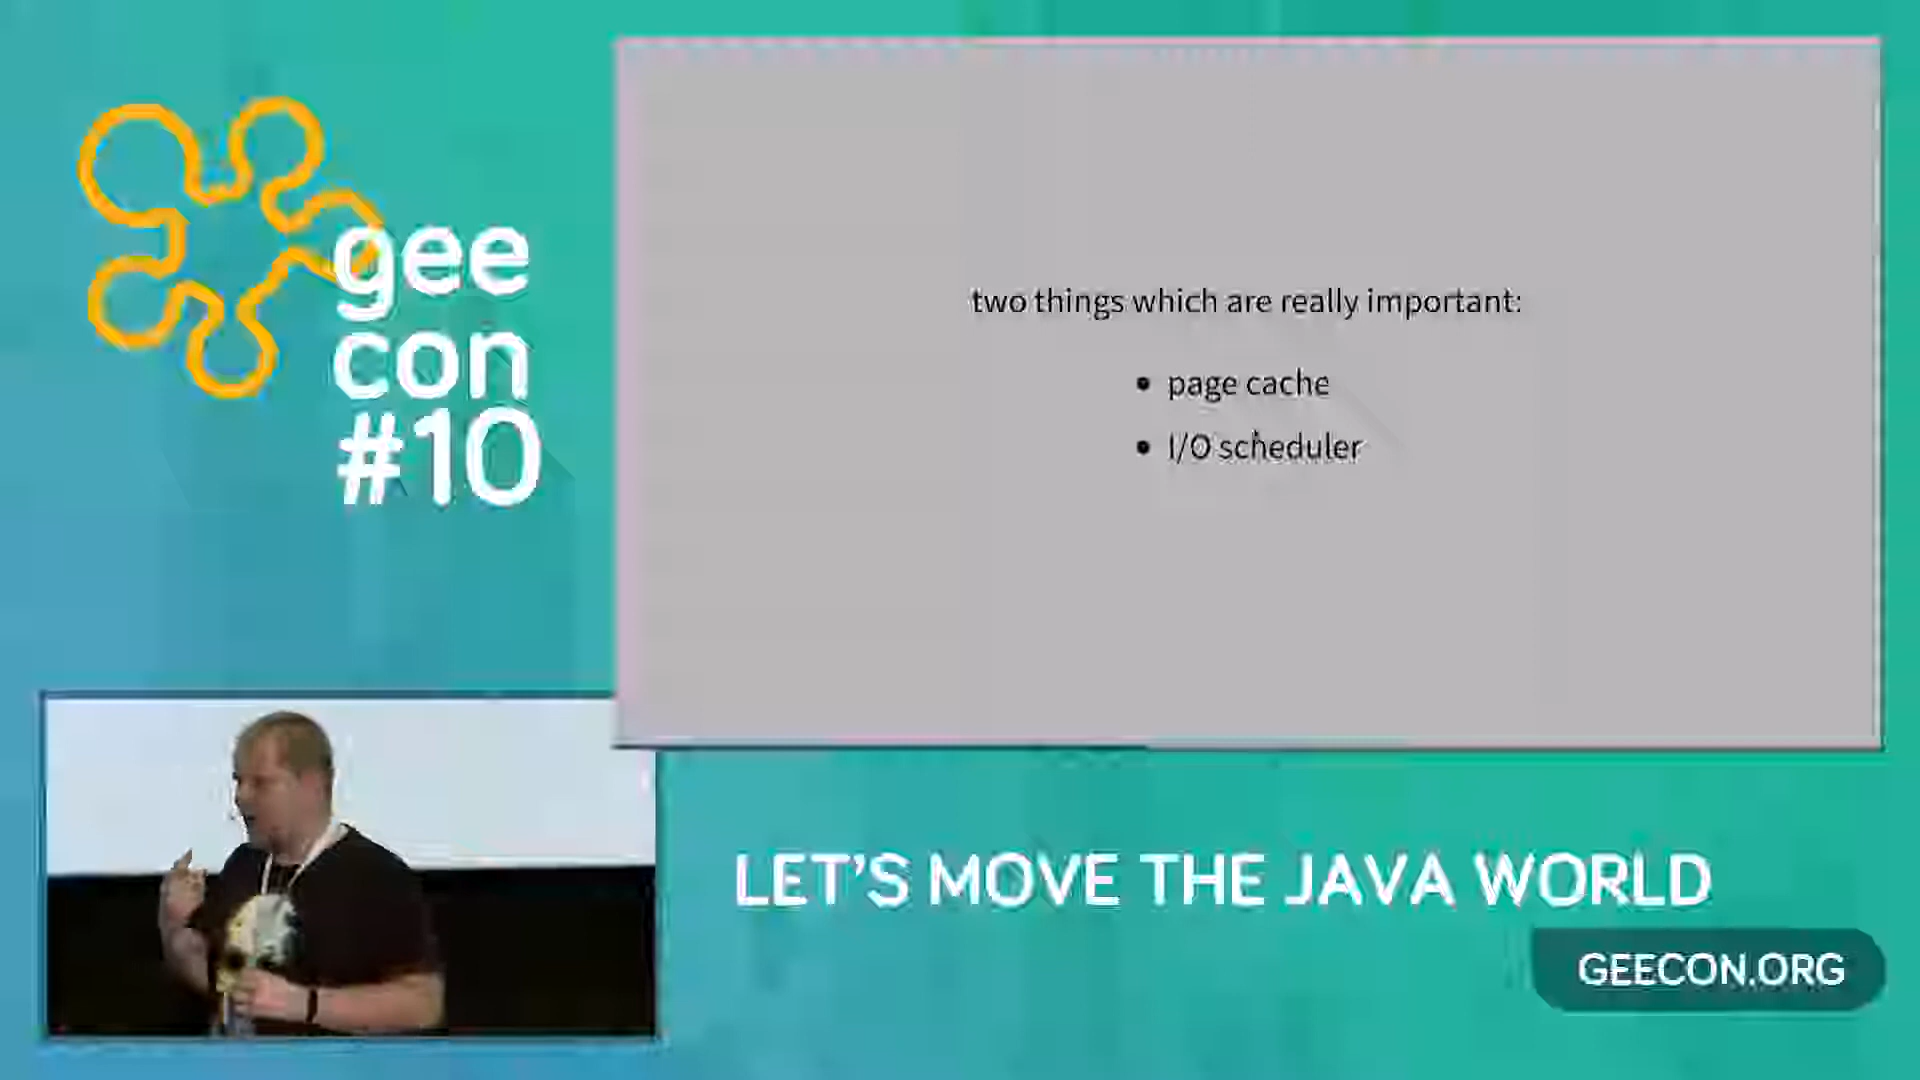 gee
con
#10
two things which are really important:
• page cache
• I/O scheduler
LET'S MOVE THE JAVA WORLD
GEECON.ORG